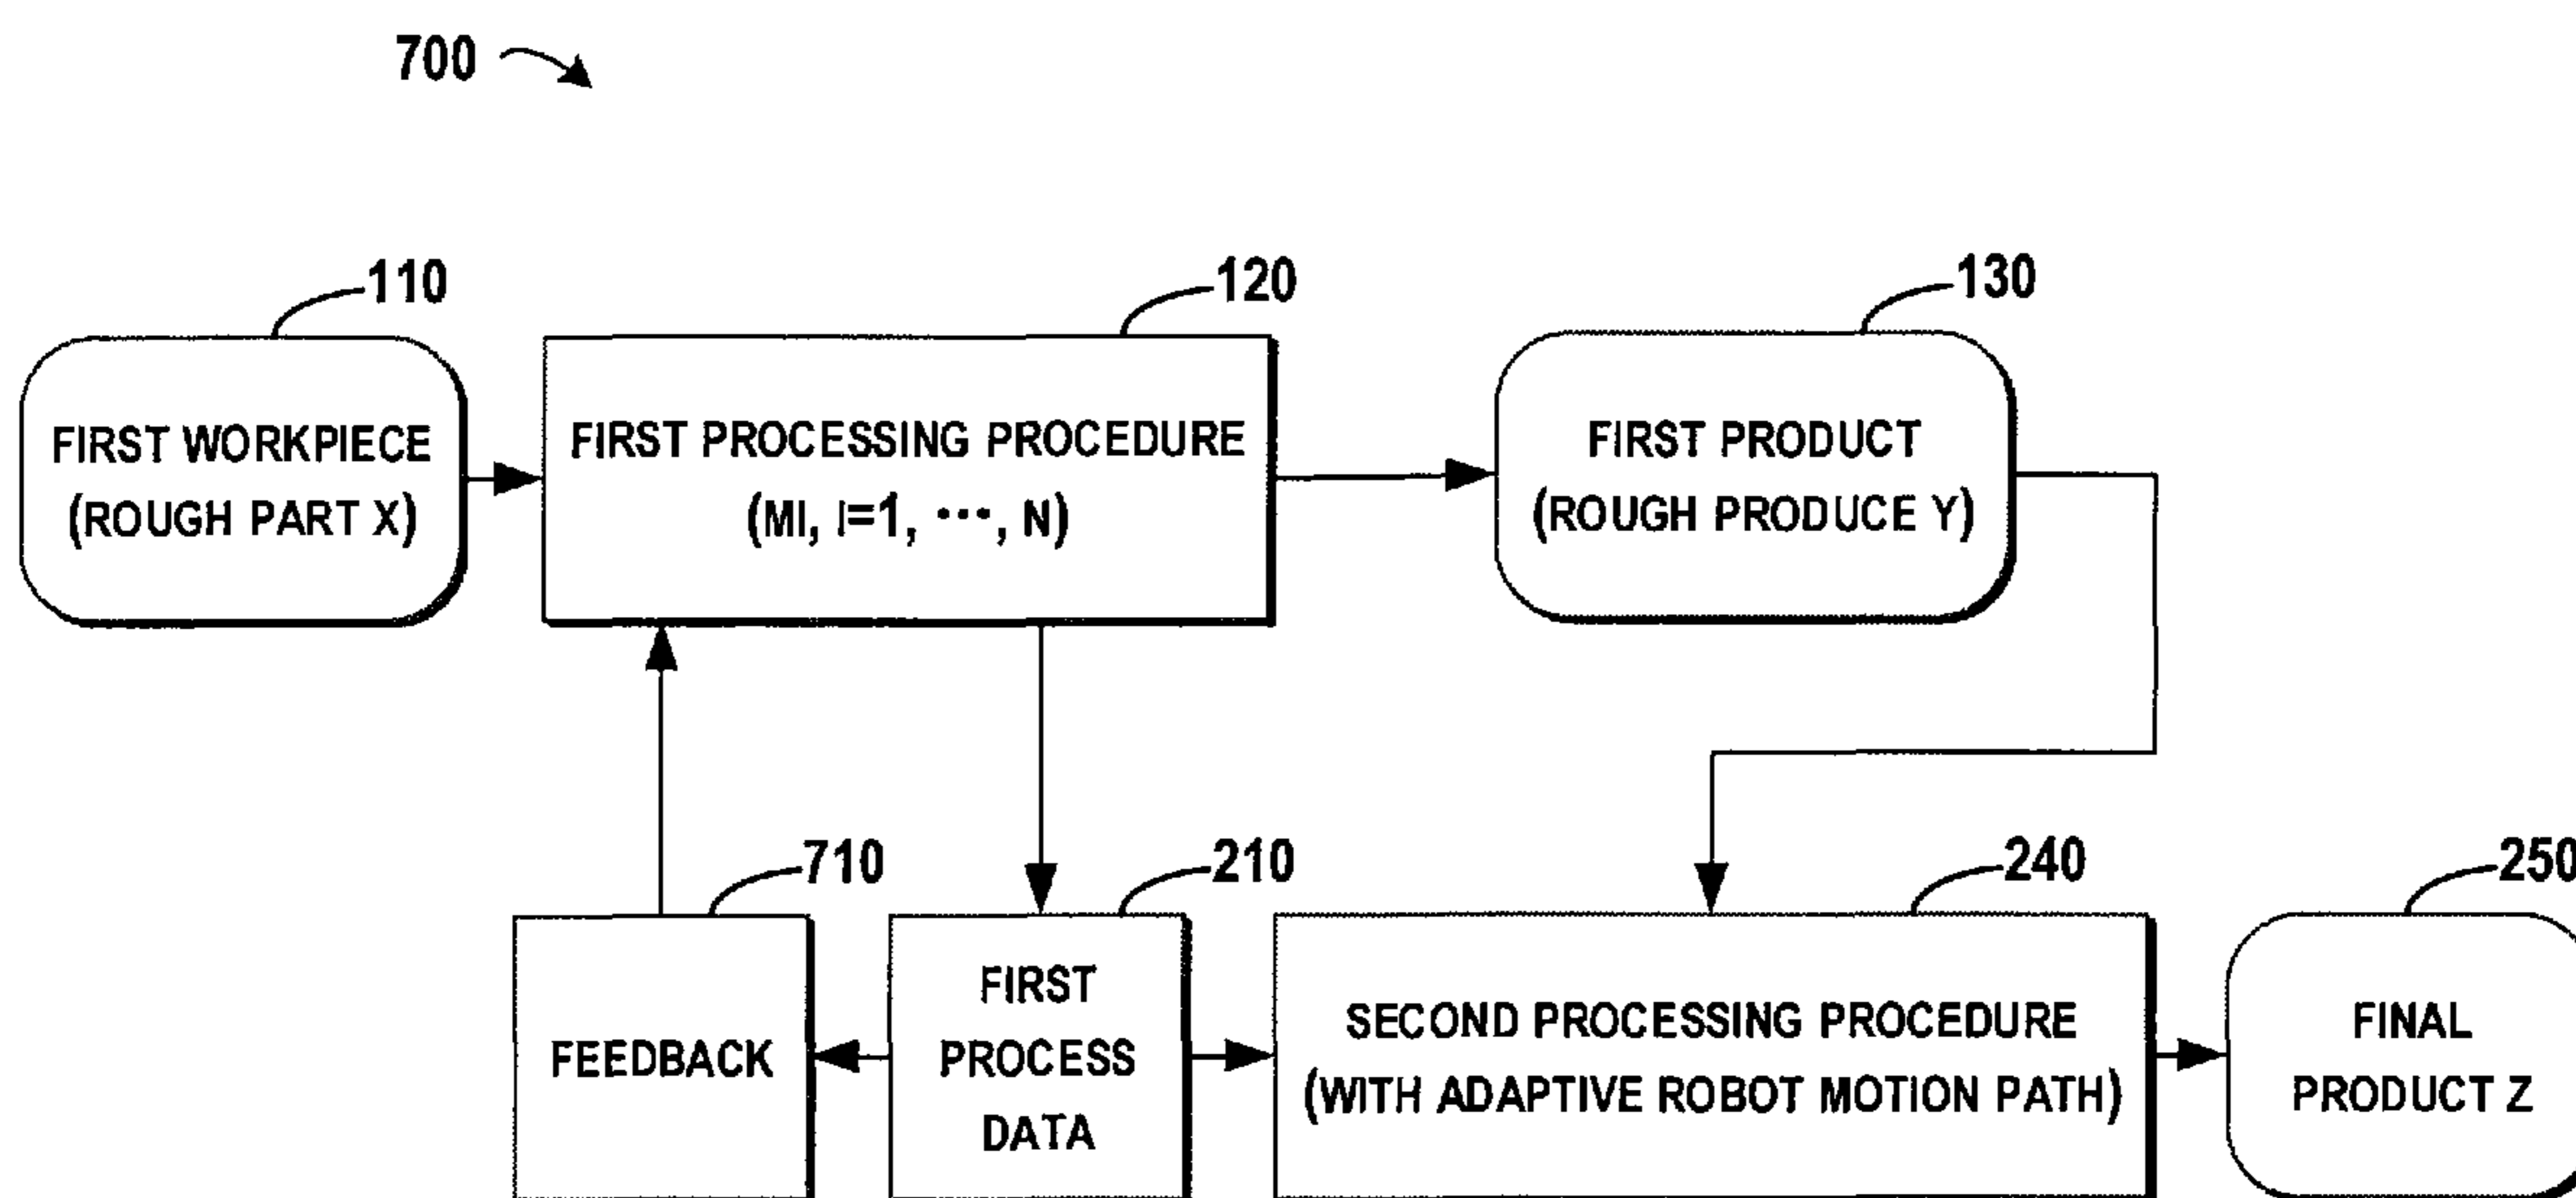 700
110
120
130
FIRST WORKPIECE
(ROUGH PART X)
FIRST PROCESSING PROCEDURE
(MI, I=1, ···, N)
FIRST PRODUCT
(ROUGH PRODUCE Y)
710
210
240
250
FEEDBACK
FIRST
PROCESS
DATA
SECOND PROCESSING PROCEDURE
(WITH ADAPTIVE ROBOT MOTION PATH)
FINAL
PRODUCT Z